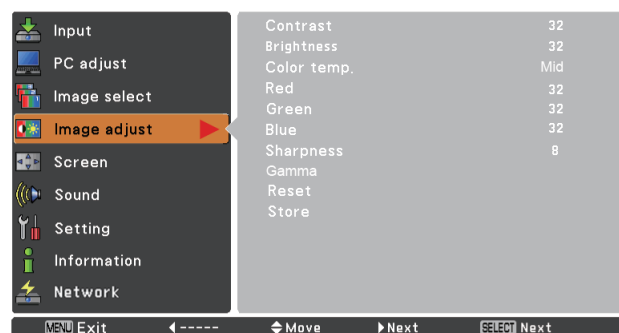 Input
PC adjust
Image select
Image adjust
Screen
Sound
Setting
Information
Network
Contrast 32
Brightness 32
Color temp. Mid
Red 32
Green 32
Blue 32
Sharpness 8
Gamma
Reset
Store
MENU Exit ◀----- ◆Move ▶Next SELECT Next